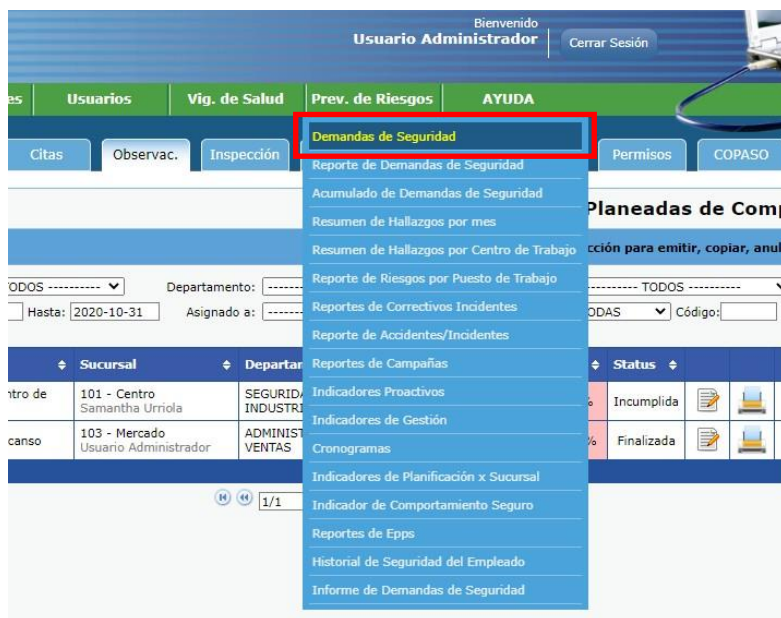 Bienvenido
Usuario Administrador
Cerrar Sesión
es Usuarios Vig. de Salud Prev. de Riesgos AYUDA
Citas Observac. Inspección Permisos COPASO
Demandas de Seguridad
Reporte de Demandas de Seguridad
Acumulado de Demandas de Seguridad
Resumen de Hallazgos por mes
Resumen de Hallazgos por Centro de Trabajo
Reporte de Riesgos por Puesto de Trabajo
Reportes de Correctivos Incidentes
Reporte de Accidentes/Incidentes
Reportes de Campañas
Indicadores Proactivos
Indicadores de Gestión
Cronogramas
Indicadores de Planificación x Sucursal
Indicador de Comportamiento Seguro
Reportes de Epps
Historial de Seguridad del Empleado
Informe de Demandas de Seguridad
Planeadas de Comp
cción para emitir, copiar, anul
TODOS ---------- Departamento: ------- ------ TODOS ----------
Hasta: 2020-10-31 Asignado a: ------- ODAS Código:
Sucursal Departar Status
ntro de 101 - Centro SEGURIDA % Incumplida
Samantha Urriola INDUSTRI
canso 103 - Mercado ADMINIST % Finalizada
Usuario Administrador VENTAS
1/1